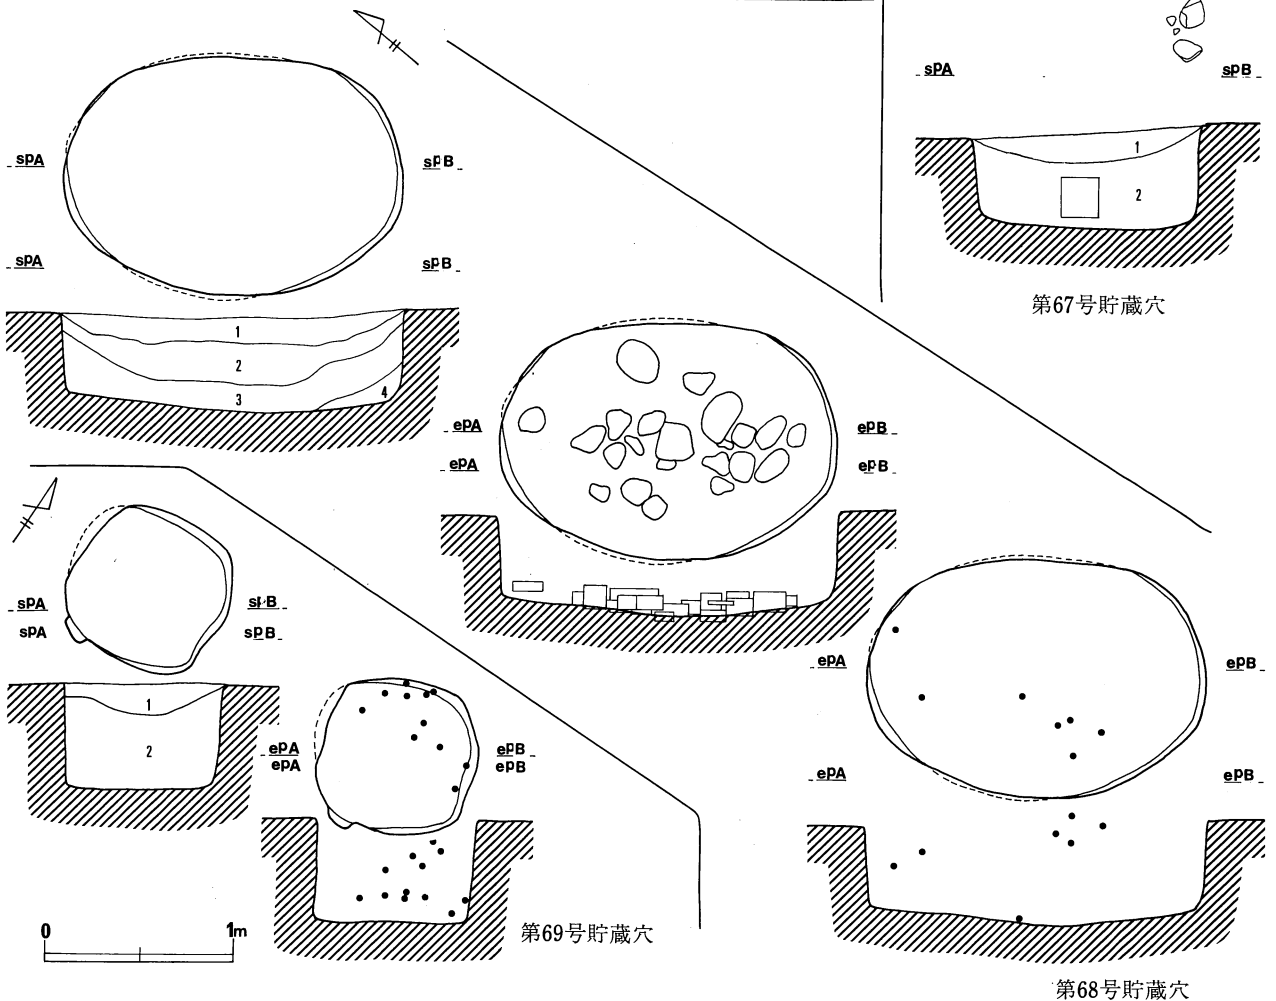 spA spB
1
2
第67号貯蔵穴
spA spB
spA spB
1
2
3
4
epA epB
epA epB
spA spB
spA spB
1
2
epA epB
epA epB
第69号貯蔵穴
epA epB
epA epB
第68号貯蔵穴
0 1m